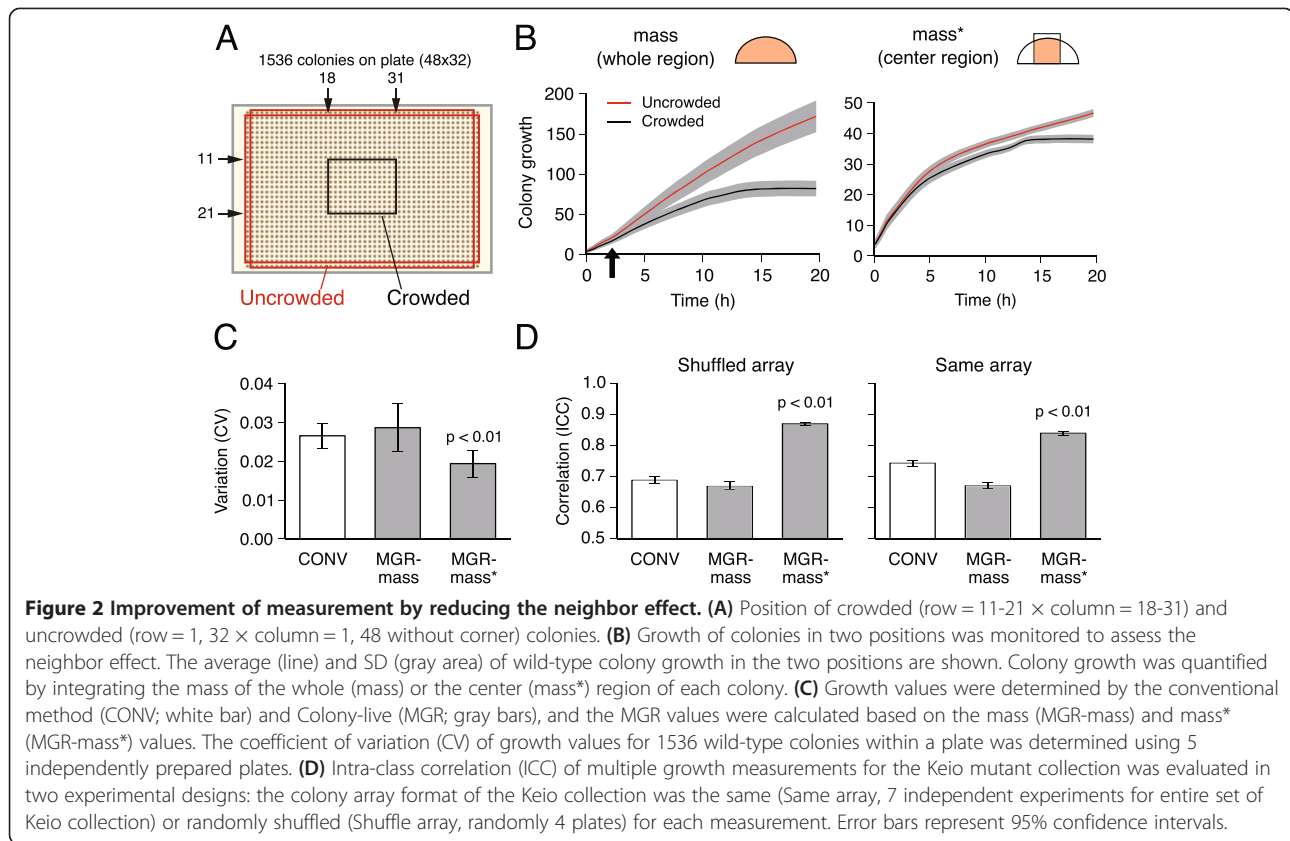 A
1536 colonies on plate (48x32)
18 31
11
21
Uncrowded Crowded
B
mass
(whole region)
mass*
(center region)
Uncrowded
Crowded
Colony growth
200
150
100
50
0
0 5 10 15 20
Time (h)
50
40
30
20
10
0
0 5 10 15 20
Time (h)
C
Variation (CV)
0.04
0.03
0.02
0.01
0.00
p < 0.01
CONV MGR- MGR-
mass mass*
D
Shuffled array
Correlation (ICC)
1.0
0.9
0.8
0.7
0.6
0.5
p < 0.01
CONV MGR- MGR-
mass mass*
Same array
p < 0.01
CONV MGR- MGR-
mass mass*
Figure 2 Improvement of measurement by reducing the neighbor effect. (A) Position of crowded (row = 11-21 × column = 18-31) and
uncrowded (row = 1, 32 × column = 1, 48 without corner) colonies. (B) Growth of colonies in two positions was monitored to assess the
neighbor effect. The average (line) and SD (gray area) of wild-type colony growth in the two positions are shown. Colony growth was quantified
by integrating the mass of the whole (mass) or the center (mass*) region of each colony. (C) Growth values were determined by the conventional
method (CONV; white bar) and Colony-live (MGR; gray bars), and the MGR values were calculated based on the mass (MGR-mass) and mass*
(MGR-mass*) values. The coefficient of variation (CV) of growth values for 1536 wild-type colonies within a plate was determined using 5
independently prepared plates. (D) Intra-class correlation (ICC) of multiple growth measurements for the Keio mutant collection was evaluated in
two experimental designs: the colony array format of the Keio collection was the same (Same array, 7 independent experiments for entire set of
Keio collection) or randomly shuffled (Shuffle array, randomly 4 plates) for each measurement. Error bars represent 95% confidence intervals.